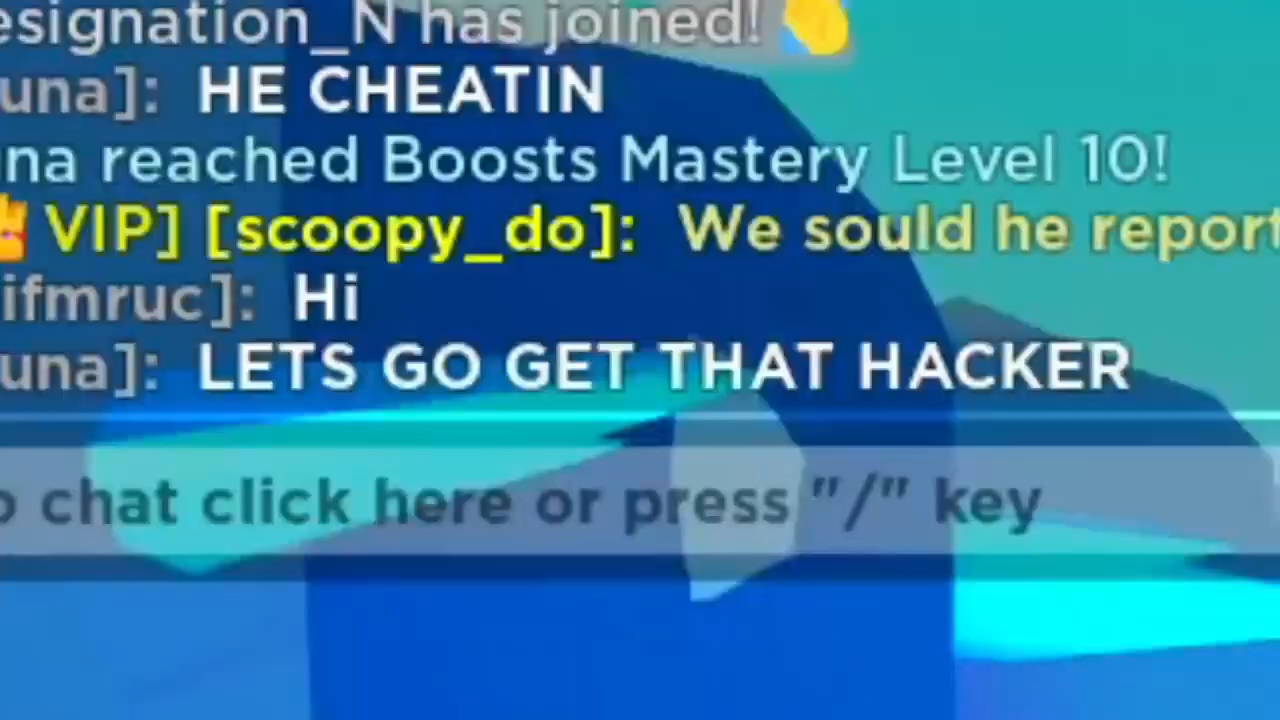 esignation_N has joined!
una]: HE CHEATIN
na reached Boosts Mastery Level 10!
VIP] [scoopy_do]: We sould he report
ifmruc]: Hi
una]: LETS GO GET THAT HACKER
o chat click here or press "/" key